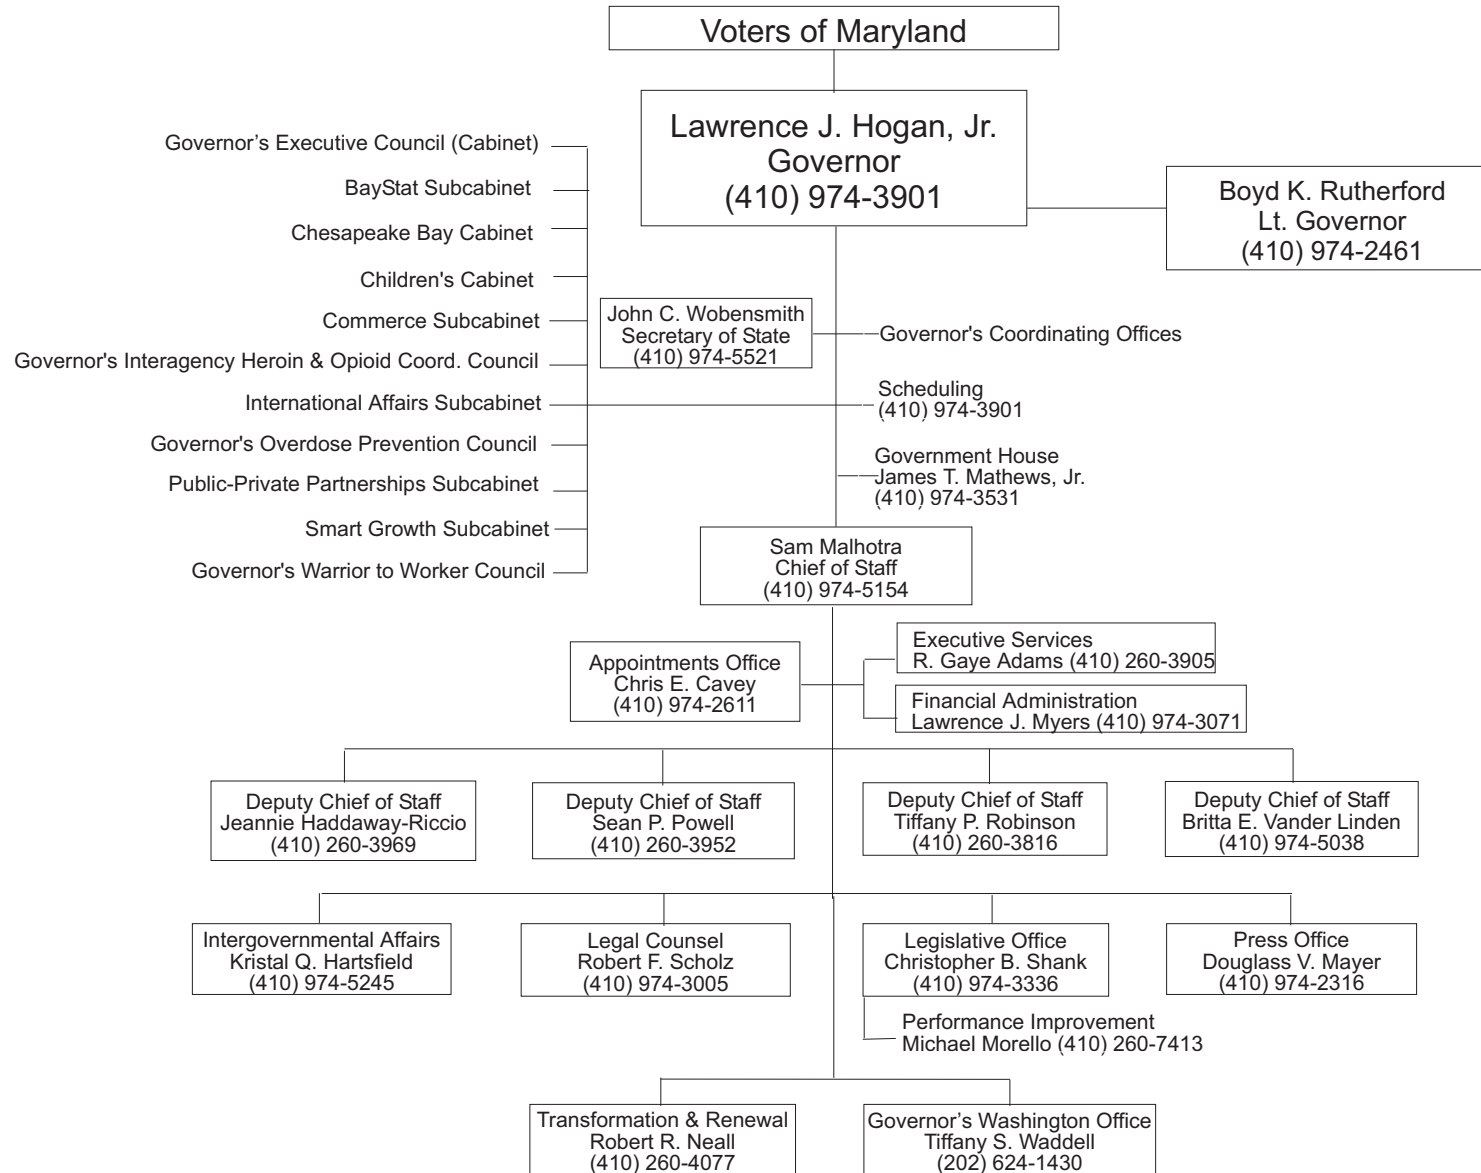 Voters of Maryland
Lawrence J. Hogan, Jr.
Governor
(410) 974-3901
Boyd K. Rutherford
Lt. Governor
(410) 974-2461
Governor’s Executive Council (Cabinet)
BayStat Subcabinet
Chesapeake Bay Cabinet
Children's Cabinet
Commerce Subcabinet
Governor's Interagency Heroin & Opioid Coord. Council
International Affairs Subcabinet
Governor's Overdose Prevention Council
Public-Private Partnerships Subcabinet
Smart Growth Subcabinet
Governor's Warrior to Worker Council
John C. Wobensmith
Secretary of State
(410) 974-5521
Governor's Coordinating Offices
Scheduling
(410) 974-3901
Government House
James T. Mathews, Jr.
(410) 974-3531
Sam Malhotra
Chief of Staff
(410) 974-5154
Appointments Office
Chris E. Cavey
(410) 974-2611
Executive Services
R. Gaye Adams (410) 260-3905
Financial Administration
Lawrence J. Myers (410) 974-3071
Deputy Chief of Staff
Jeannie Haddaway-Riccio
(410) 260-3969
Deputy Chief of Staff
Sean P. Powell
(410) 260-3952
Deputy Chief of Staff
Tiffany P. Robinson
(410) 260-3816
Deputy Chief of Staff
Britta E. Vander Linden
(410) 974-5038
Intergovernmental Affairs
Kristal Q. Hartsfield
(410) 974-5245
Legal Counsel
Robert F. Scholz
(410) 974-3005
Legislative Office
Christopher B. Shank
(410) 974-3336
Press Office
Douglass V. Mayer
(410) 974-2316
Performance Improvement
Michael Morello (410) 260-7413
Transformation & Renewal
Robert R. Neall
(410) 260-4077
Governor’s Washington Office
Tiffany S. Waddell
(202) 624-1430